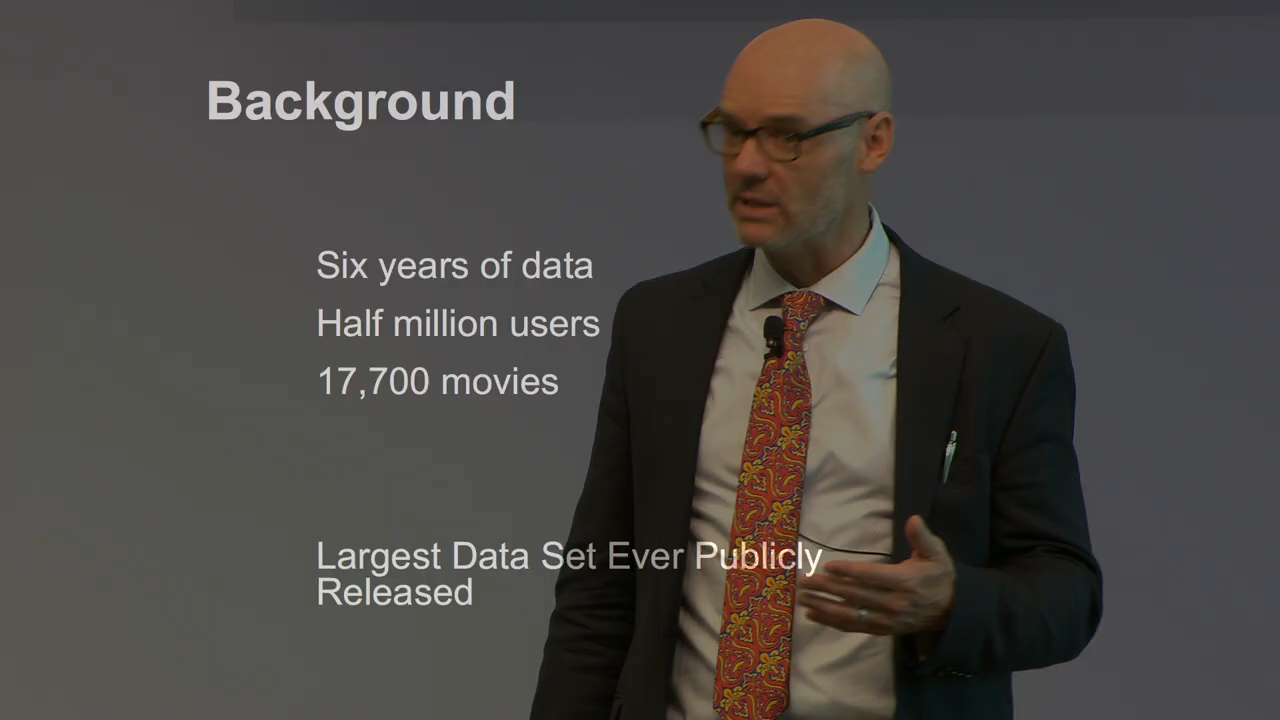 Background
Six years of data
Half million users
17,700 movies
Largest Data Set Ever Publicly
Released